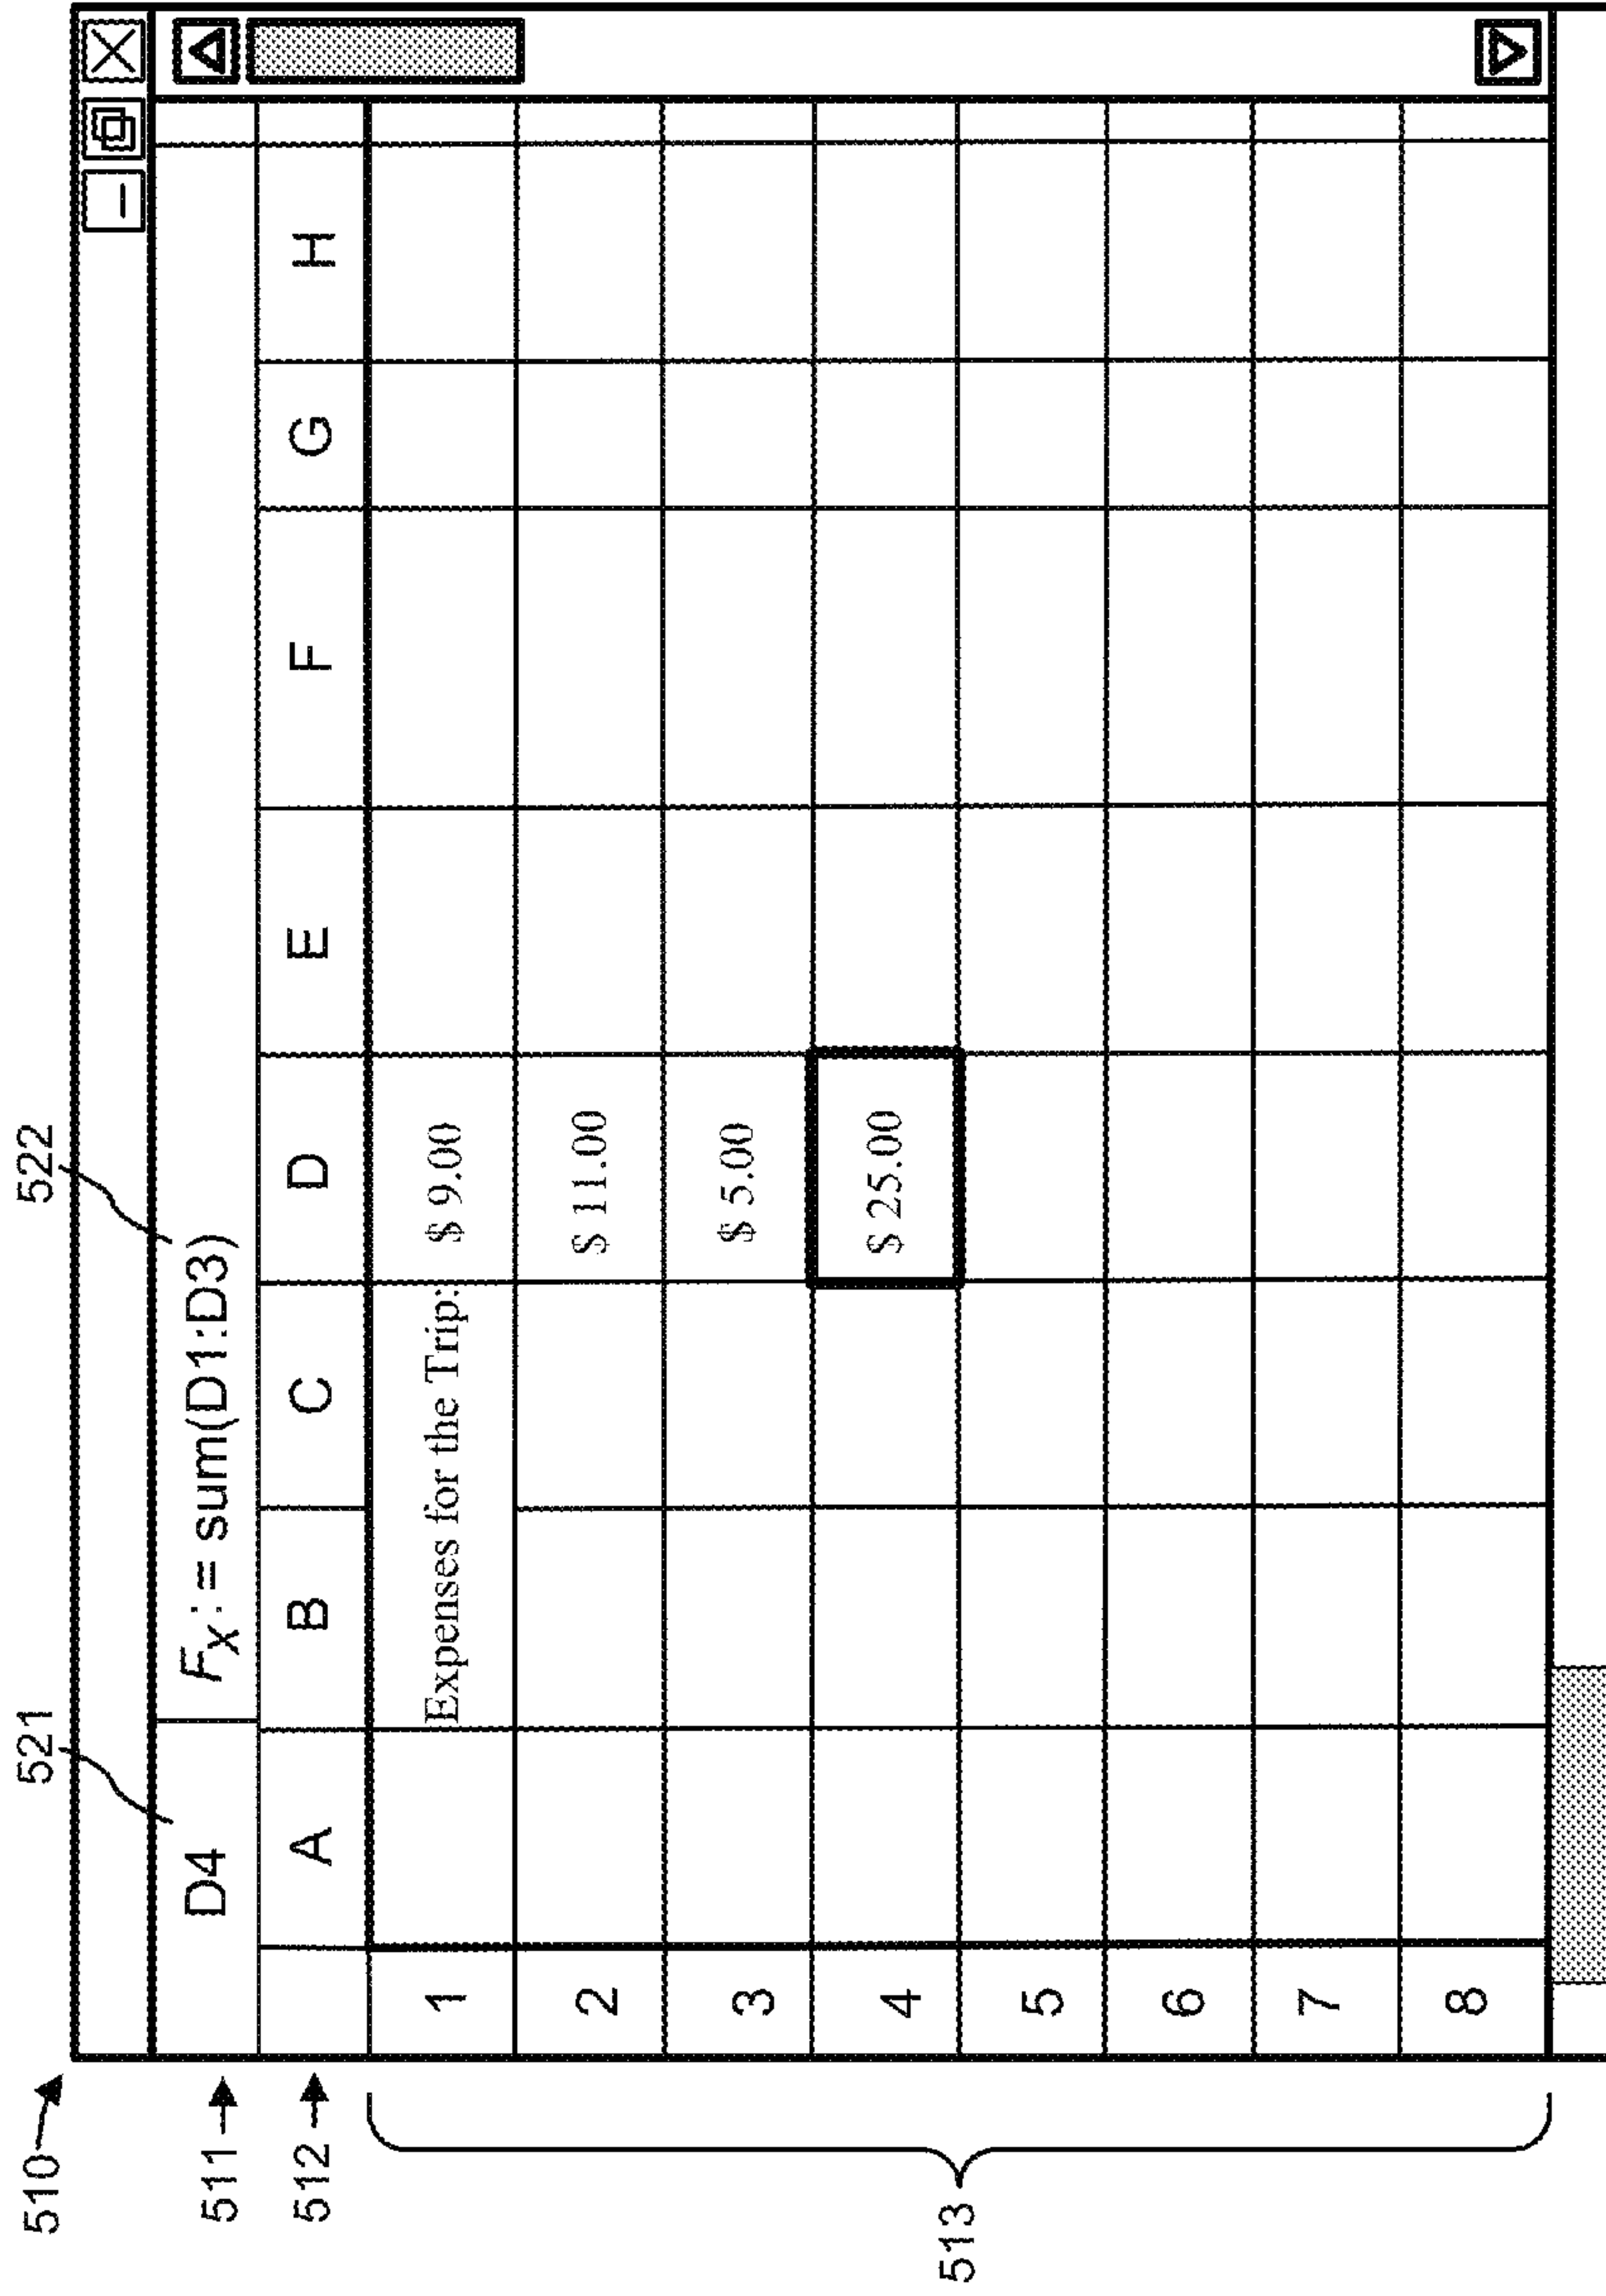 510
521 522
511 D4 Fx : = sum(D1:D3)
512 A B C D E F G H
1 Expenses for the Trip: $ 9.00
2 $ 11.00
3 $ 5.00
4 $ 25.00
513
5
6
7
8